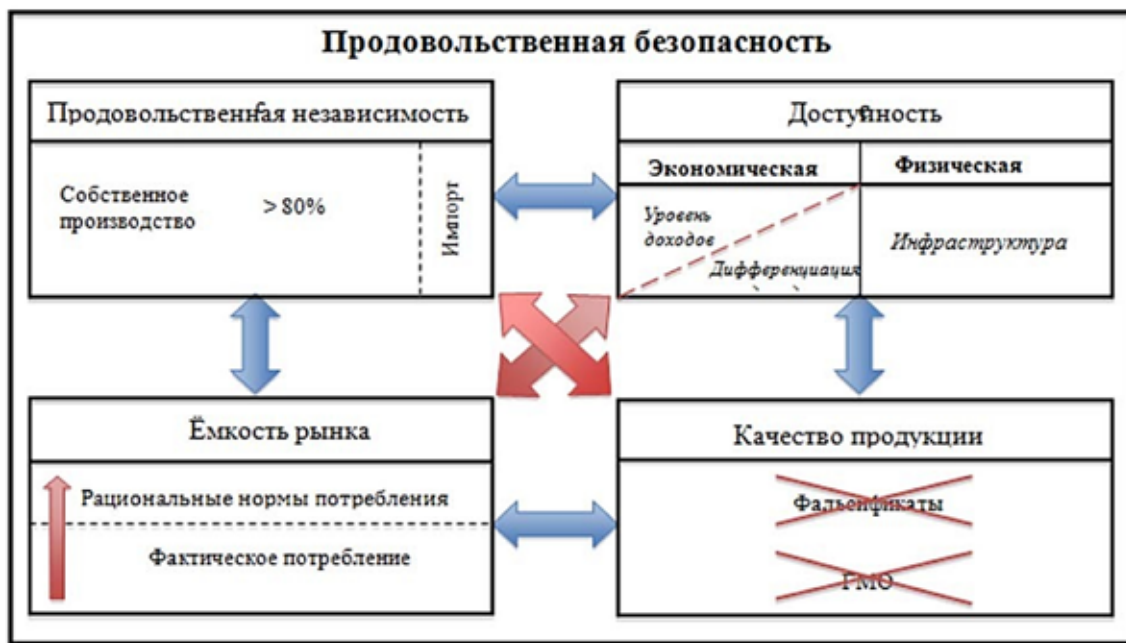 Продовольственная безопасность
Продовольственная независимость
Собственное
производство
> 80%
Импорт
Доступность
Экономическая
Физическая
Уровень
доходов
Дифференциация
Инфраструктура
Ёмкость рынка
Рациональные нормы потребления
Фактическое потребление
Качество продукции
Фальсификаты
ГМО